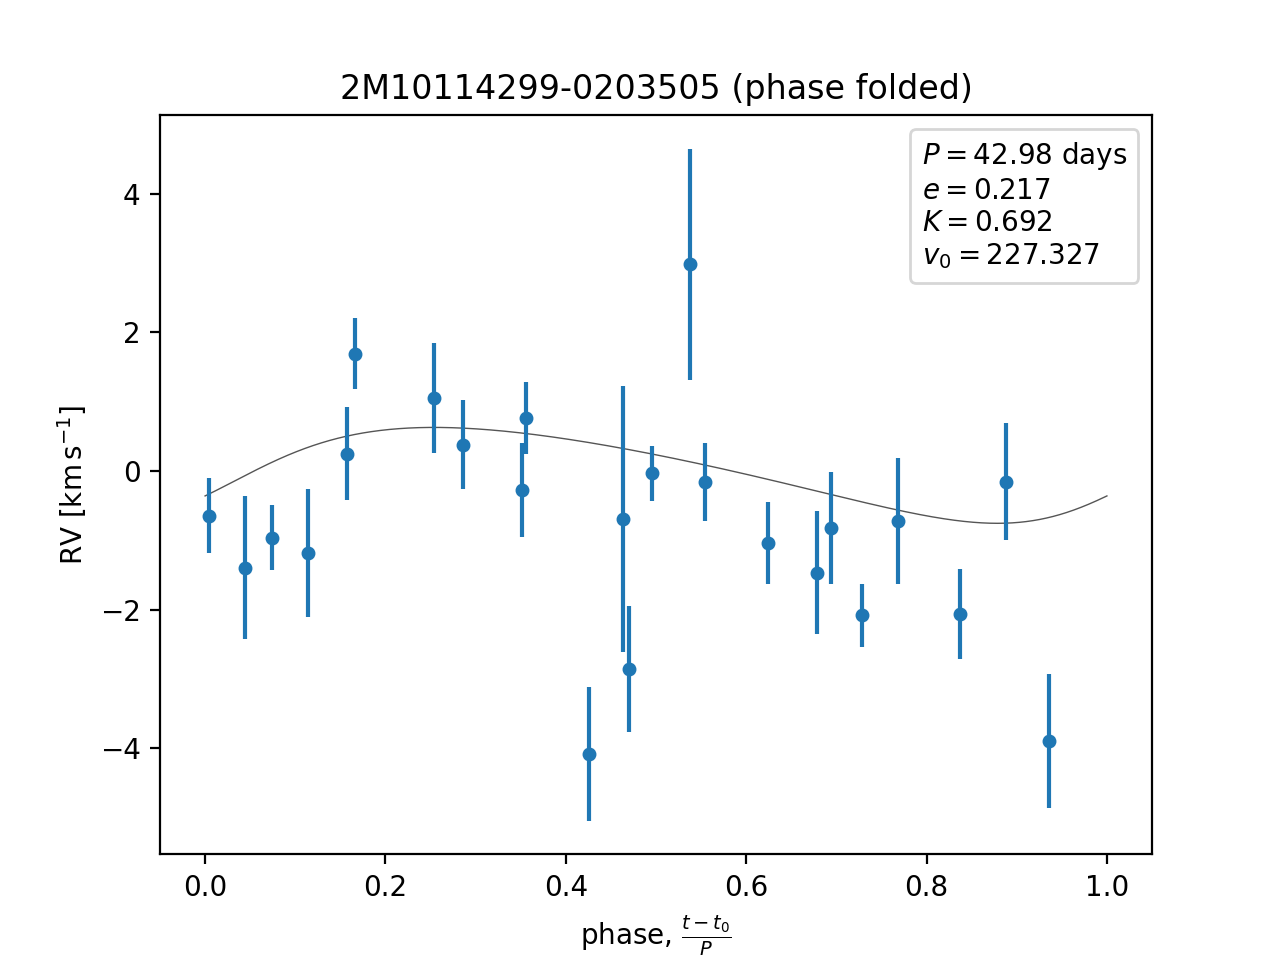 2M10114299-0203505 (phase folded)
P = 42.98 days
e = 0.217
K = 0.692
v₀ = 227.327
4
2
0
−2
−4
RV [km s⁻¹]
0.0 0.2 0.4 0.6 0.8 1.0
phase, (t − t₀)/P